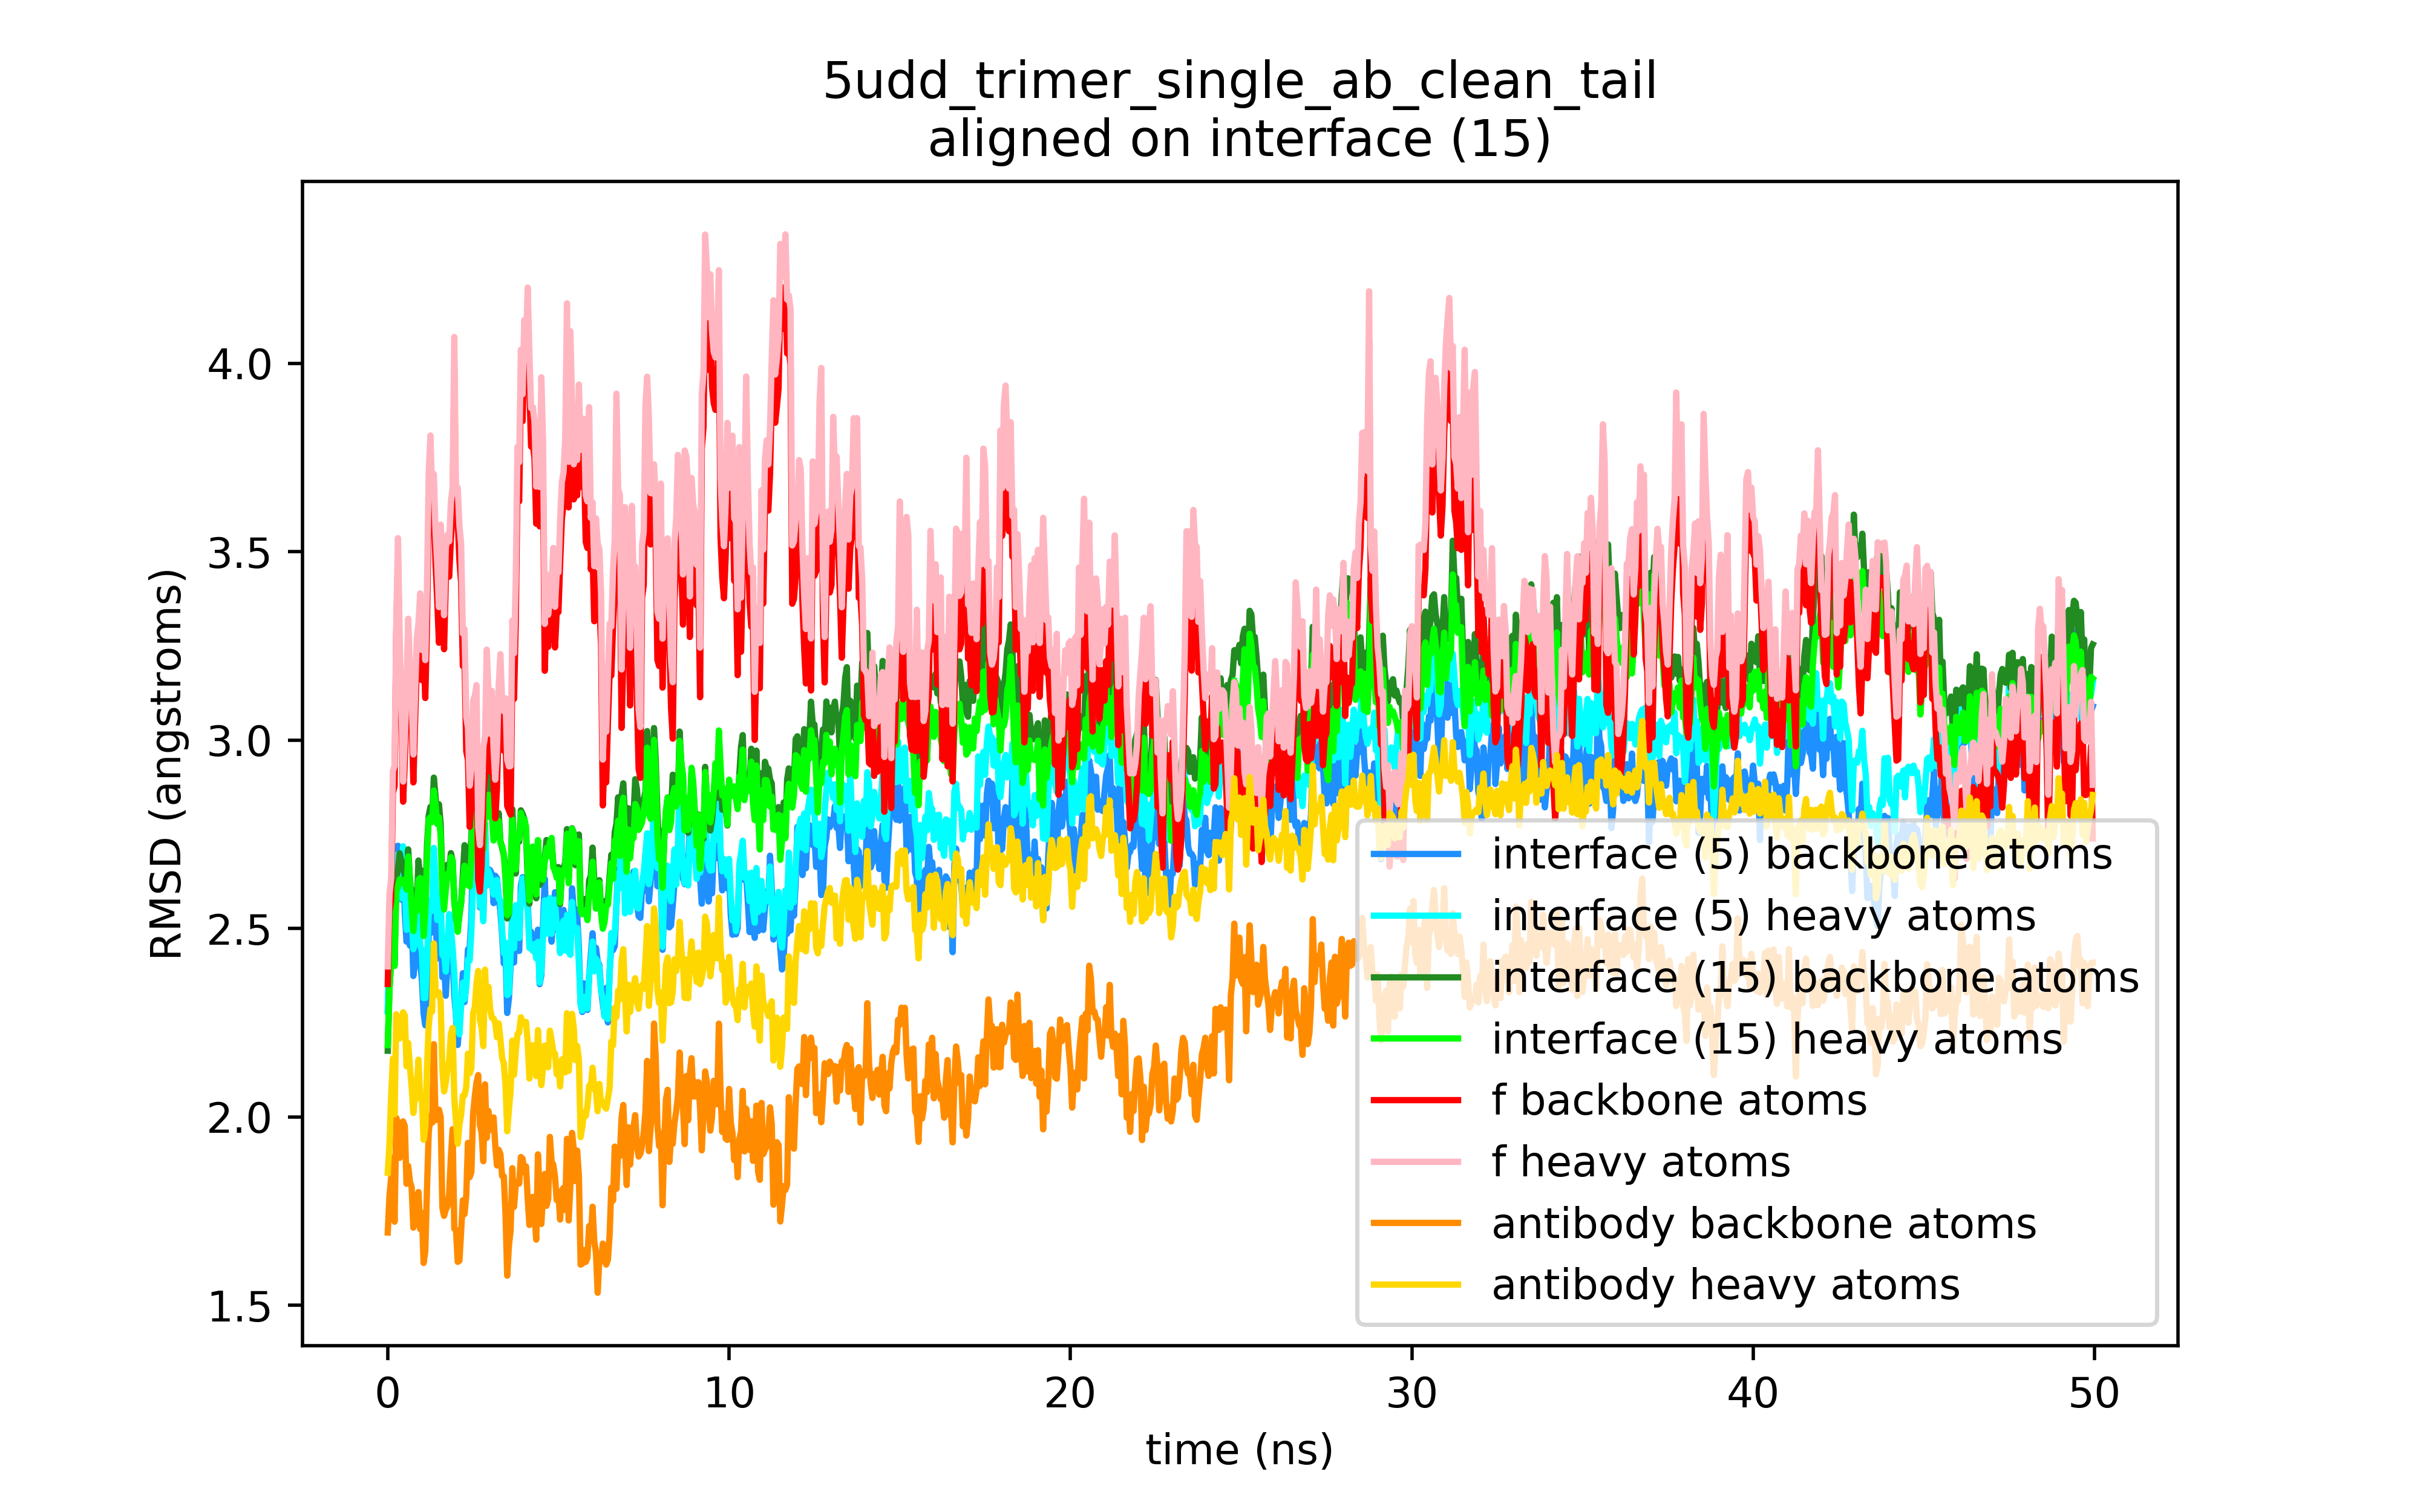 5udd_trimer_single_ab_clean_tail
aligned on interface (15)
RMSD (angstroms)
4.0
3.5
3.0
2.5
2.0
1.5
interface (5) backbone atoms
interface (5) heavy atoms
interface (15) backbone atoms
interface (15) heavy atoms
f backbone atoms
f heavy atoms
antibody backbone atoms
antibody heavy atoms
0
10
20
30
40
50
time (ns)